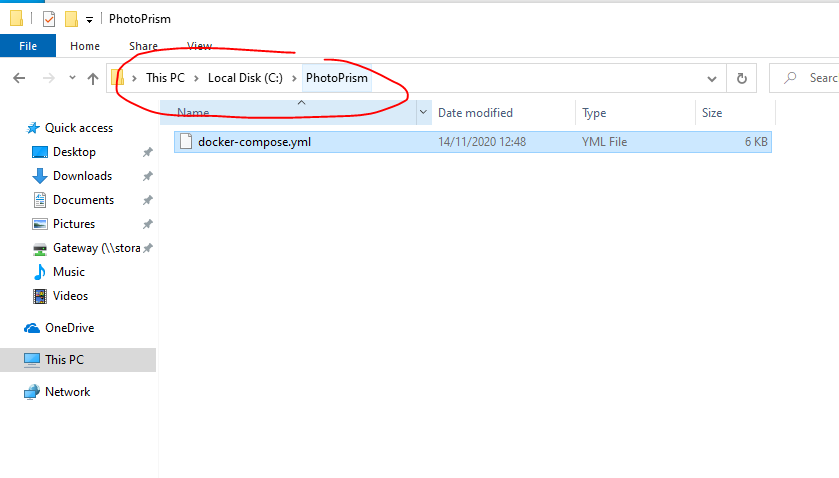 PhotoPrism
File Home Share View
This PC Local Disk (C:) PhotoPrism Searc
Name Date modified Type Size
docker-compose.yml 14/11/2020 12:48 YML File 6 KB
Quick access
Desktop
Downloads
Documents
Pictures
Gateway (\\stora
Music
Videos
OneDrive
This PC
Network